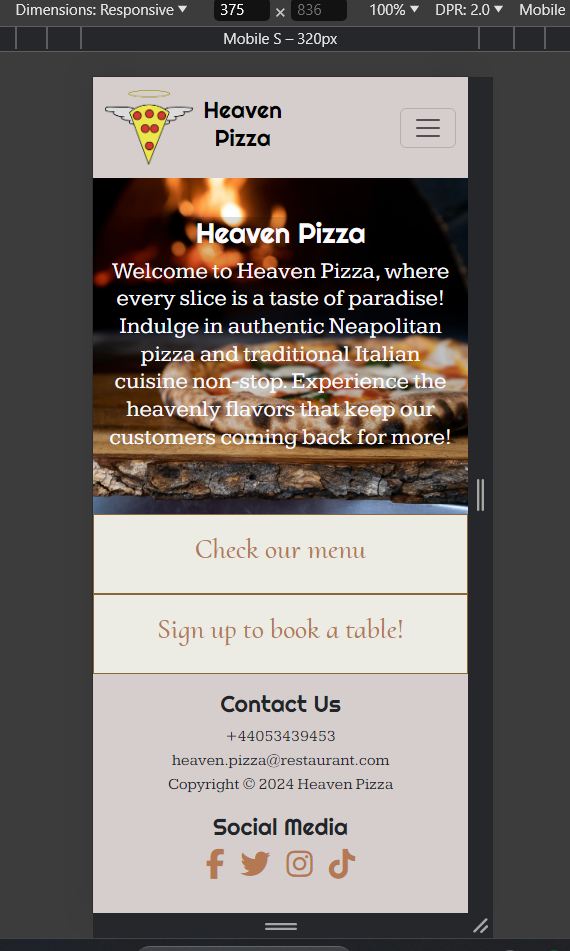 Dimensions: Responsive ▼ 375 × 836 100% ▼ DPR: 2.0 ▼ Mobile
Mobile S – 320px
Heaven
Pizza
Heaven Pizza
Welcome to Heaven Pizza, where
every slice is a taste of paradise!
Indulge in authentic Neapolitan
pizza and traditional Italian
cuisine non-stop. Experience the
heavenly flavors that keep our
customers coming back for more!
Check our menu
Sign up to book a table!
Contact Us
+44053439453
heaven.pizza@restaurant.com
Copyright © 2024 Heaven Pizza
Social Media